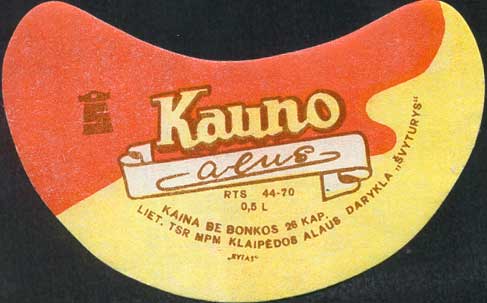 Kauno
alus
RTS 44-70
0,5 L
KAINA BE BONKOS 26 KAP.
LIET. TSR MPM KLAIPĖDOS ALAUS DARYKLA „ŠVYTURYS"
„RYTAS"